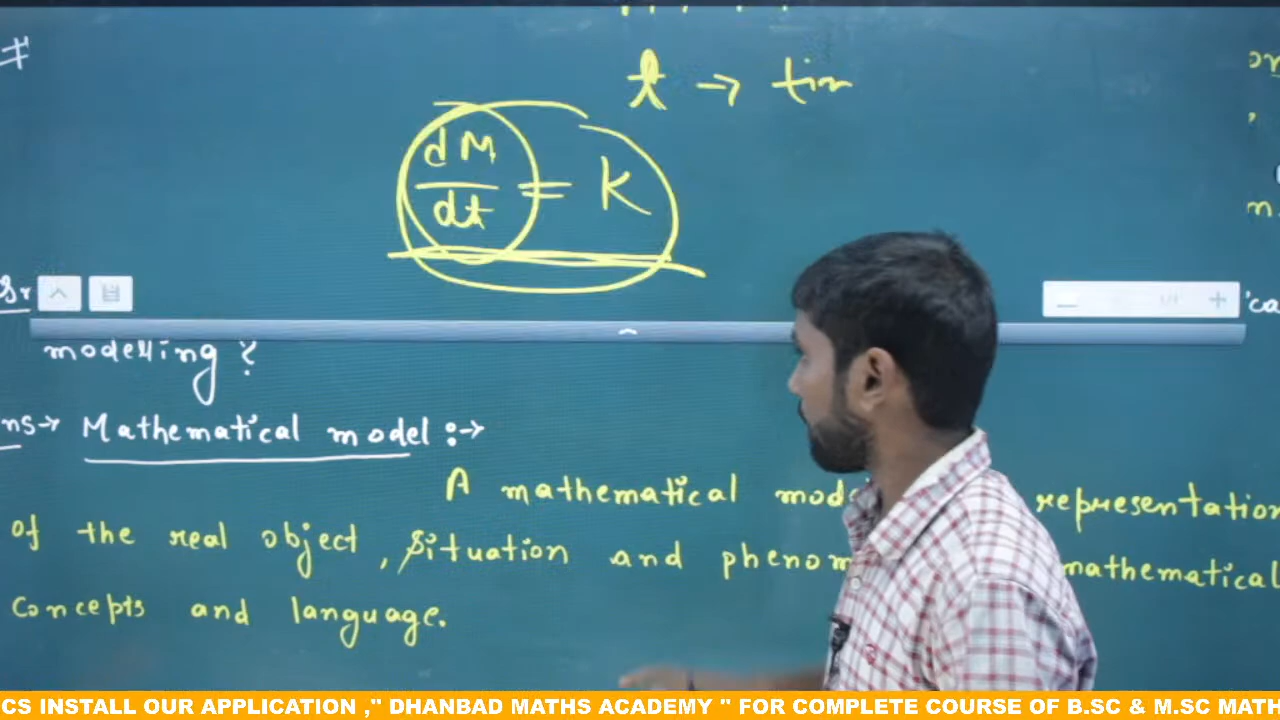 #
t → tim
dM/dt = K
modelling ?
ns→ Mathematical model :→
A mathematical mod representation
of the real object, situation and phenom mathematical
concepts and language.
CS INSTALL OUR APPLICATION ," DHANBAD MATHS ACADEMY " FOR COMPLETE COURSE OF B.SC & M.SC MATH